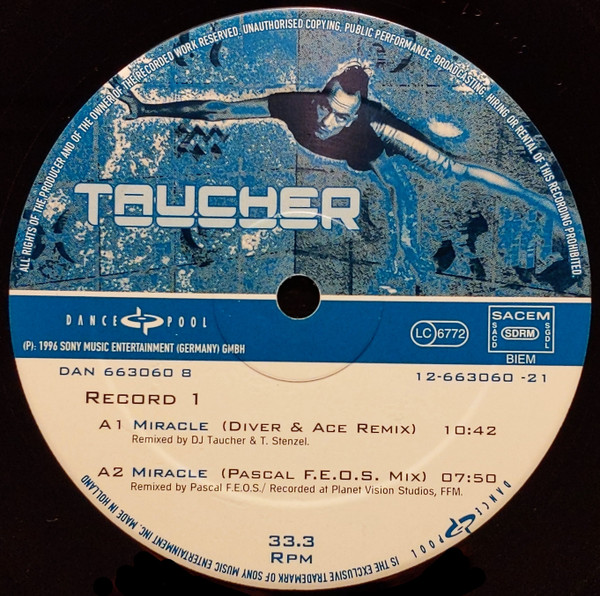 ALL RIGHTS OF THE PRODUCER AND OF THE OWNER OF THE RECORDED WORK RESERVED. UNAUTHORISED COPYING, PUBLIC PERFORMANCE, BROADCASTING, HIRING OR RENTAL OF THIS RECORDING PROHIBITED.
TAUCHER
DANCE POOL
LC 6772
SACEM
SACD
SDRM
SGDL
BIEM
(P): 1996 SONY MUSIC ENTERTAINMENT (GERMANY) GMBH
DAN 663060 8
12-663060 -21
RECORD 1
A1 MIRACLE (DIVER & ACE REMIX) 10:42
Remixed by DJ Taucher & T. Stenzel.
A2 MIRACLE (PASCAL F.E.O.S. MIX) 07:50
Remixed by Pascal F.E.O.S./ Recorded at Planet Vision Studios, FFM.
33.3
RPM
DANCE POOL IS THE EXCLUSIVE TRADEMARK OF SONY MUSIC ENTERTAINMENT INC. MADE IN HOLLAND